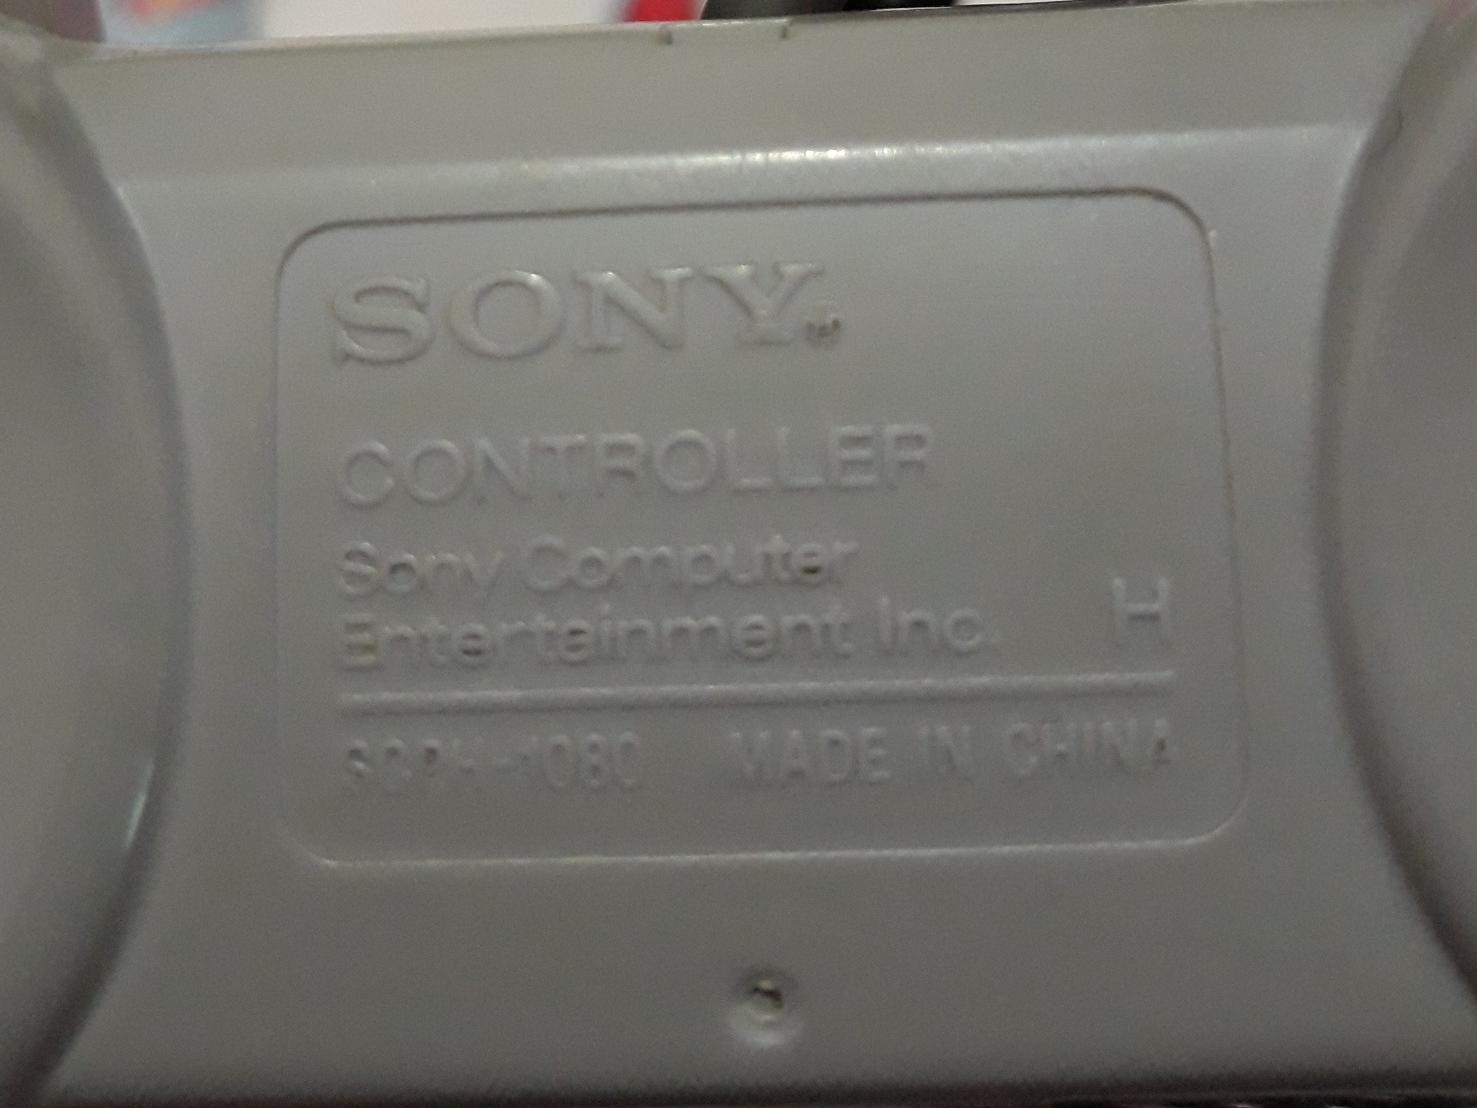 SONY®
CONTROLLER
Sony Computer
Entertainment Inc. H
SCPH-1080 MADE IN CHINA